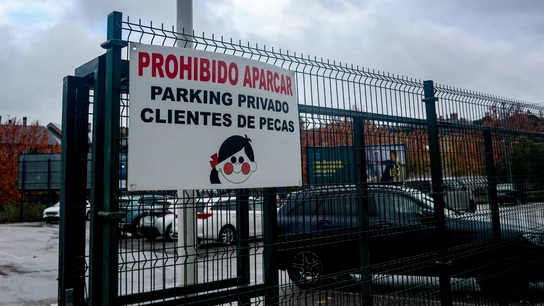 PROHIBIDO APARCAR
PARKING PRIVADO
CLIENTES DE PECAS